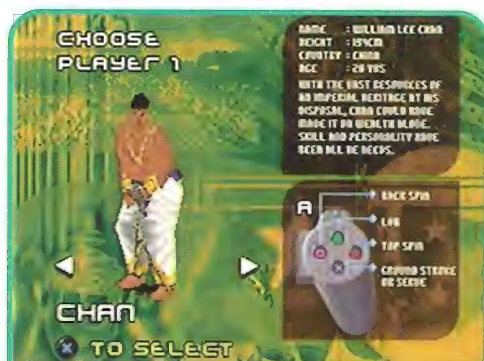 CHOOSE
PLAYER 1
NAME : WILLIAM LEE CHAN
HEIGHT : 194CM
COUNTRY : CHINA
AGE : 28 YRS
WITH THE VAST RESOURCES OF
AN IMPERIAL HERITAGE AT HIS
DISPOSAL, CHAN COULD HAVE
MADE IT ON WEALTH ALONE.
SKILL AND PERSONALITY HAVE
BEEN ALL HE NEEDS.
A
BACK SPIN
LOB
TOP SPIN
GROUND STROKE
OR SERVE
CHAN
X TO SELECT